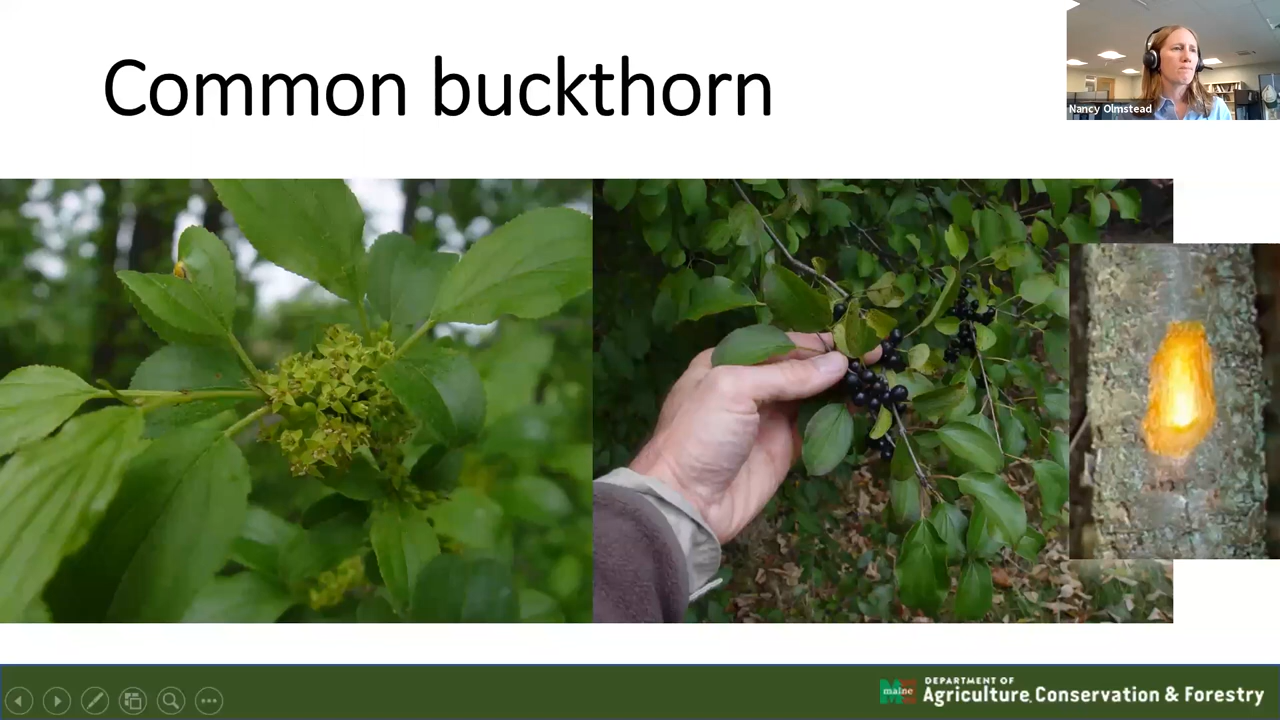 Common buckthorn
Nancy Olmstead
maine
DEPARTMENT OF
Agriculture, Conservation & Forestry